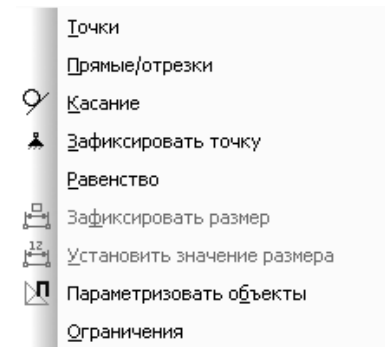 Точки
Прямые/отрезки
Касание
Зафиксировать точку
Равенство
Зафиксировать размер
Установить значение размера
Параметризовать объекты
Ограничения